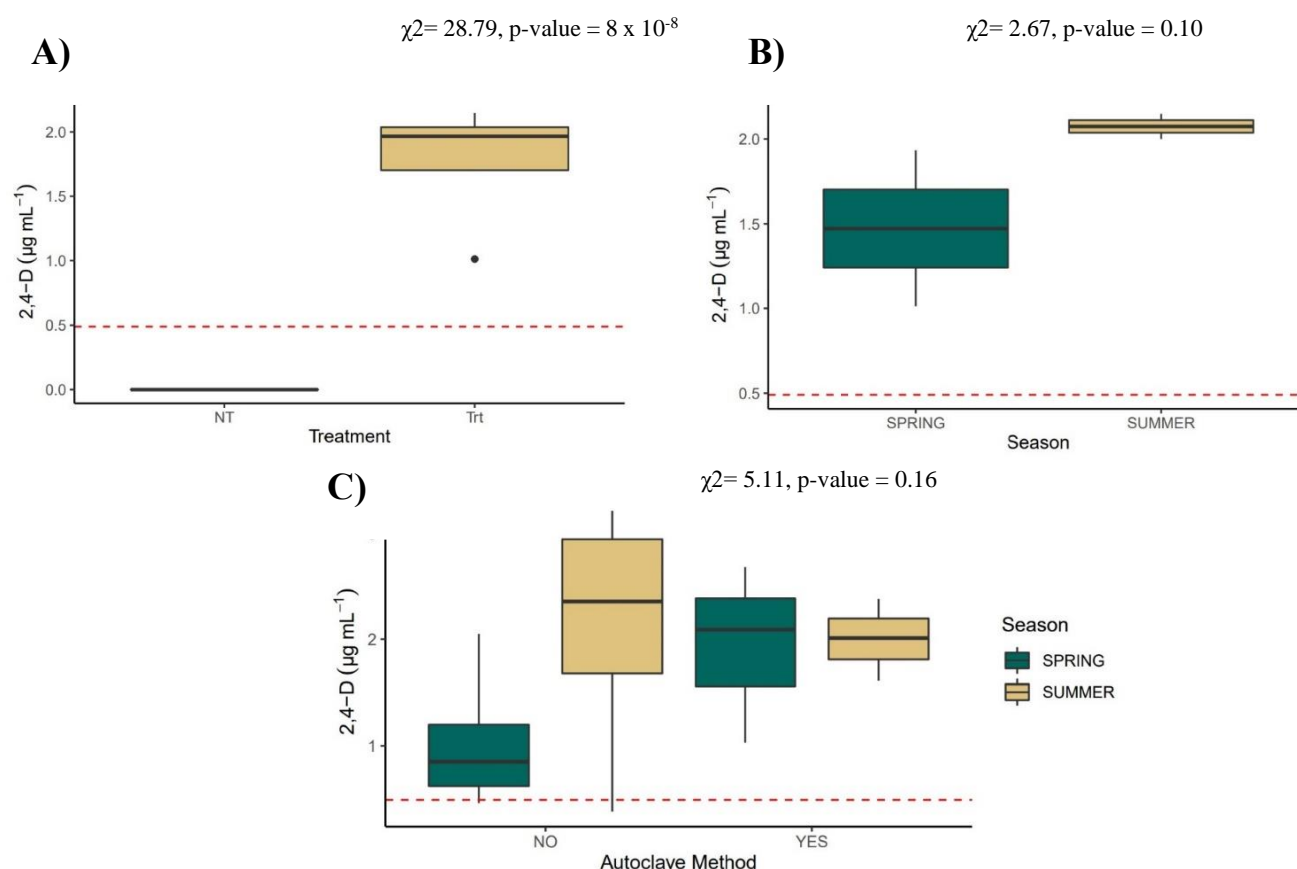 χ2= 28.79, p-value = 8 x 10⁻⁸
A)
2.0
1.5
1.0
0.5
0.0
2,4−D (µg mL⁻¹)
NT Trt
Treatment
χ2= 2.67, p-value = 0.10
B)
2.0
1.5
1.0
0.5
2,4−D (µg mL⁻¹)
SPRING SUMMER
Season
χ2= 5.11, p-value = 0.16
C)
2
1
2,4−D (µg mL⁻¹)
NO YES
Autoclave Method
Season
SPRING
SUMMER